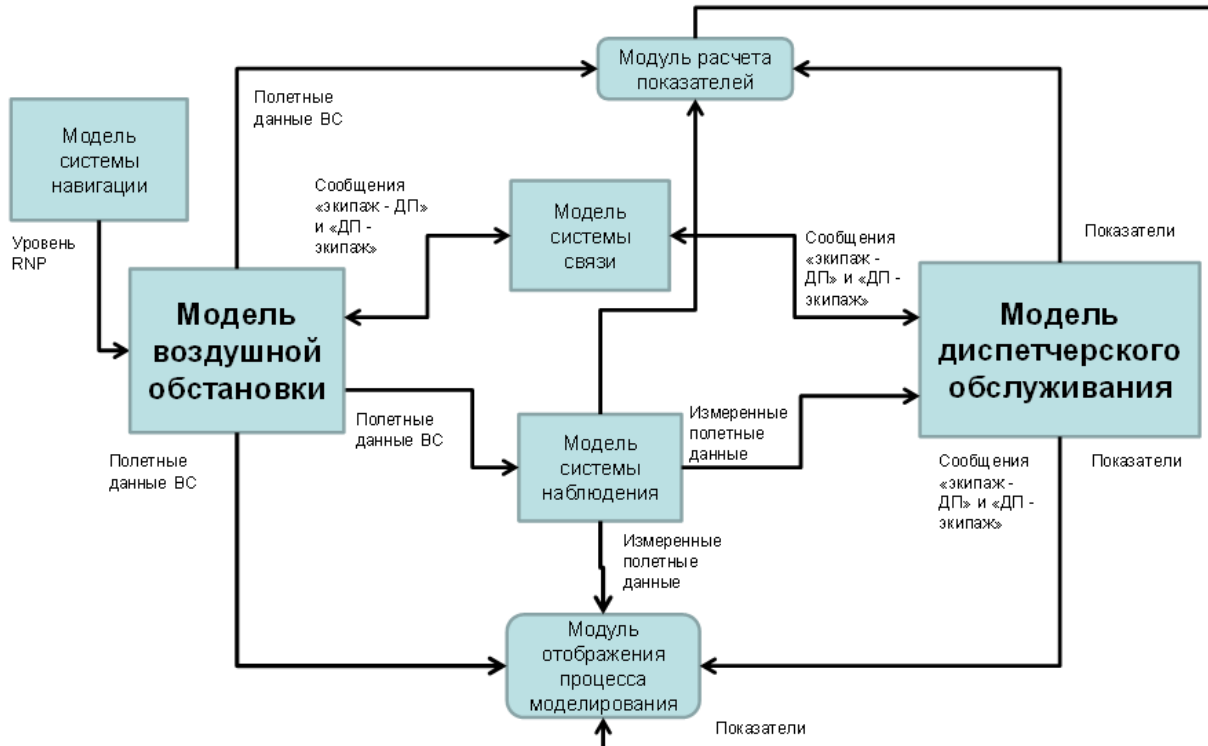 Модуль расчета
показателей
Полетные
данные ВС
Модель
системы
навигации
Сообщения
«экипаж - ДП»
и «ДП -
экипаж»
Модель
системы
связи
Сообщения
«экипаж -
ДП» и «ДП -
экипаж»
Показатели
Уровень
RNP
Модель
воздушной
обстановки
Модель
диспетчерского
обслуживания
Полетные
данные ВС
Измеренные
полетные
данные
Модель
системы
наблюдения
Полетные
данные ВС
Сообщения
«экипаж -
ДП» и «ДП -
экипаж»
Показатели
Измеренные
полетные
данные
Модуль
отображения
процесса
моделирования
Показатели